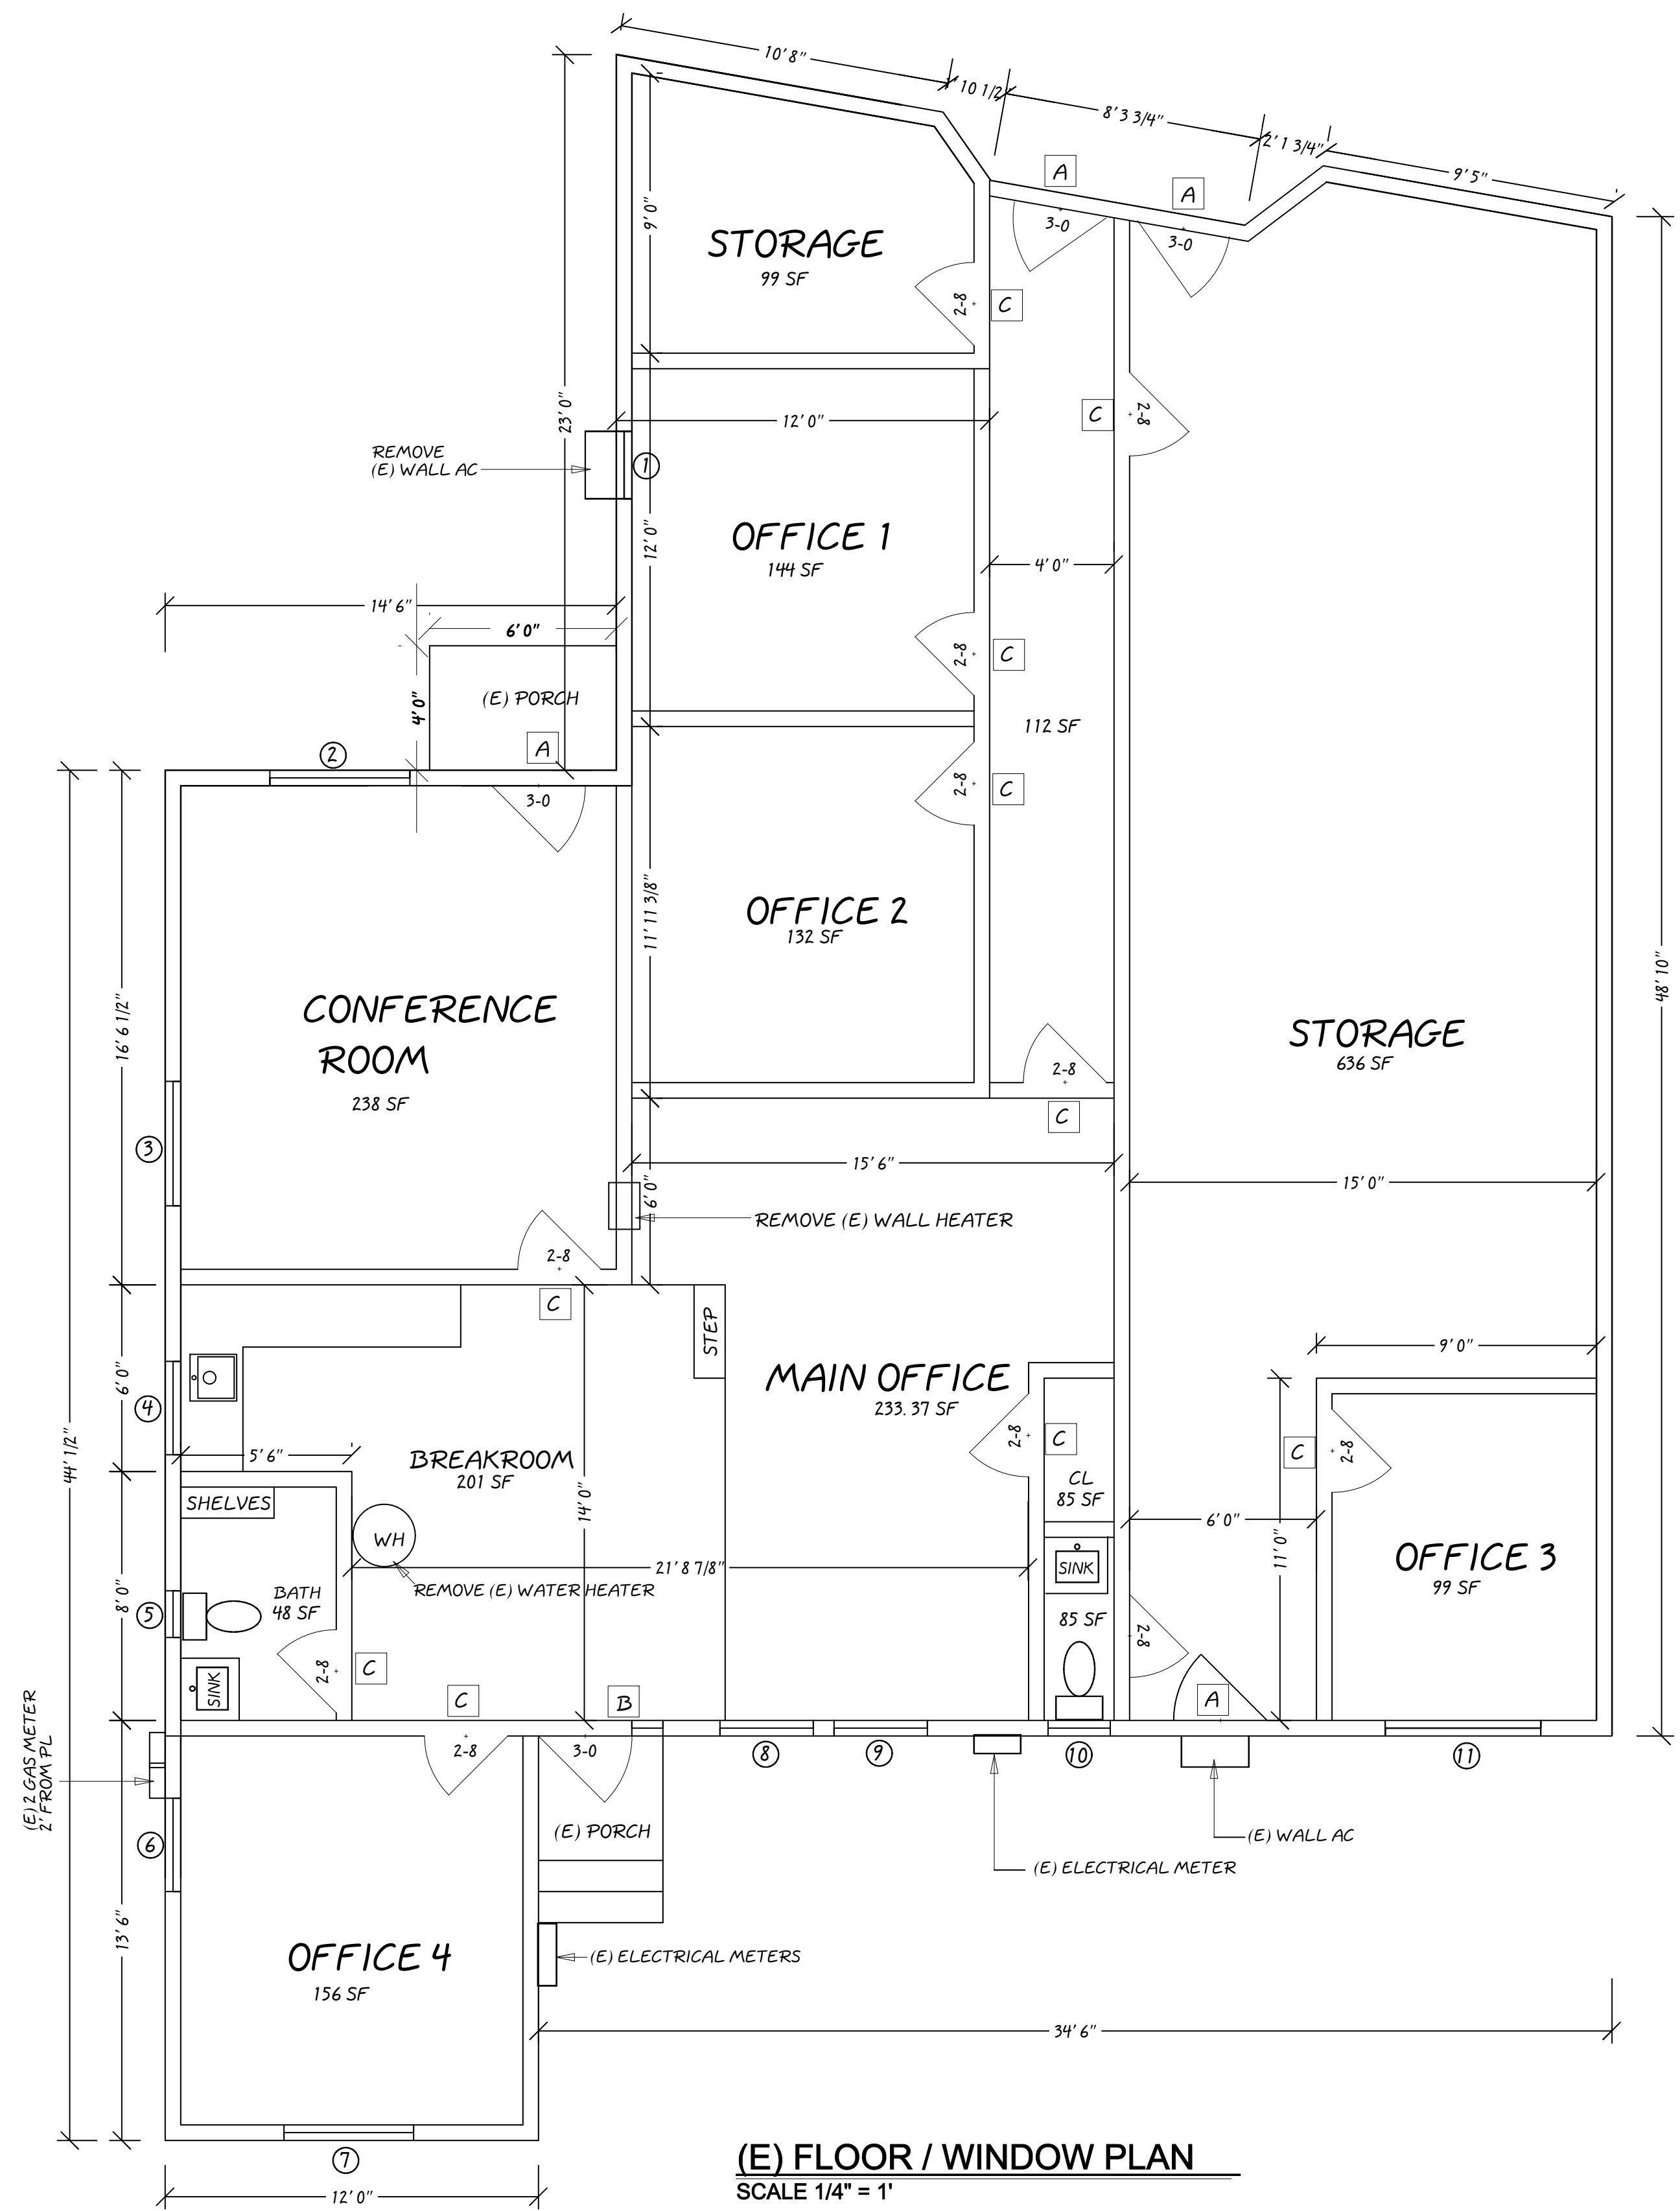 10' 8"
1' 10 1/2"
8' 3 3/4"
2' 1 3/4"
9' 5"
A
A
3-0
3-0
9' 0"
STORAGE
99 SF
2-8
C
23' 0"
12' 0"
C
2-8
REMOVE
(E) WALL AC
1
OFFICE 1
144 SF
12' 0"
4' 0"
14' 6"
6' 0"
2-8
C
(E) PORCH
4' 0"
112 SF
A
2
3-0
2-8
C
OFFICE 2
132 SF
11' 11 3/8"
48' 10"
CONFERENCE
ROOM
238 SF
16' 6 1/2"
STORAGE
636 SF
2-8
C
3
15' 6"
15' 0"
6' 0"
REMOVE (E) WALL HEATER
2-8
C
STEP
9' 0"
MAIN OFFICE
233.37 SF
6' 0"
4
44' 1/2"
5' 6"
BREAKROOM
201 SF
2-8
C
C
2-8
CL
85 SF
SHELVES
14' 0"
6' 0"
WH
21' 8 7/8"
SINK
11' 0"
OFFICE 3
99 SF
REMOVE (E) WATER HEATER
BATH
48 SF
8' 0"
5
85 SF
2-8
2-8
C
SINK
C
B
A
2-8
3-0
8
9
10
11
(E) 2 GAS METER
2' FROM PL
6
(E) PORCH
(E) WALL AC
(E) ELECTRICAL METER
13' 6"
OFFICE 4
156 SF
(E) ELECTRICAL METERS
34' 6"
7
12' 0"
(E) FLOOR / WINDOW PLAN
SCALE 1/4" = 1'